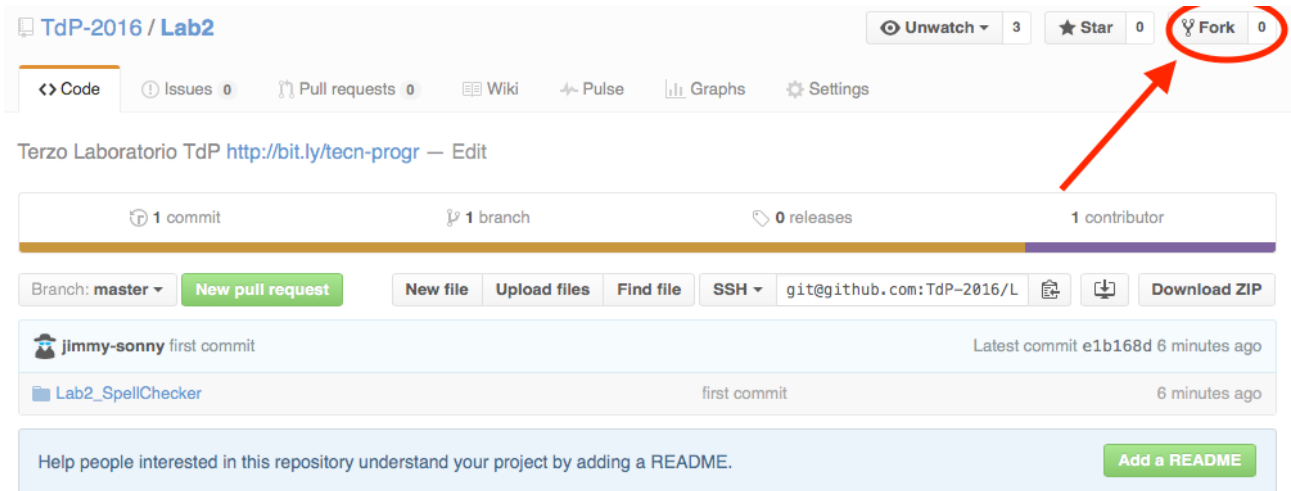 TdP-2016 / Lab2 Unwatch 3 Star 0 Fork 0
Code Issues 0 Pull requests 0 Wiki Pulse Graphs Settings
Terzo Laboratorio TdP http://bit.ly/tecn-progr — Edit
1 commit 1 branch 0 releases 1 contributor
Branch: master New pull request New file Upload files Find file SSH git@github.com:TdP-2016/L Download ZIP
jimmy-sonny first commit Latest commit e1b168d 6 minutes ago
Lab2_SpellChecker first commit 6 minutes ago
Help people interested in this repository understand your project by adding a README. Add a README